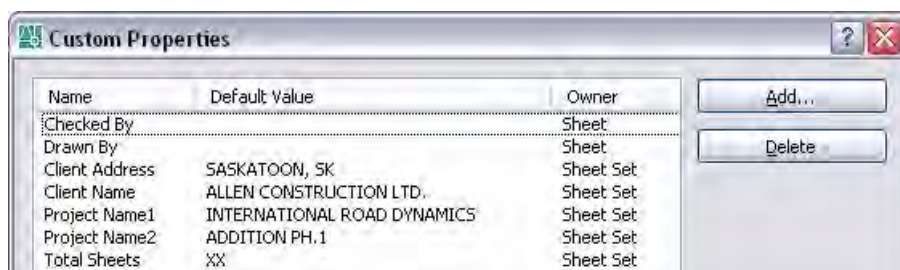 Custom Properties
?
Name Default Value Owner
Add...
Checked By Sheet
Drawn By Sheet
Delete
Client Address SASKATOON, SK Sheet Set
Client Name ALLEN CONSTRUCTION LTD. Sheet Set
Project Name1 INTERNATIONAL ROAD DYNAMICS Sheet Set
Project Name2 ADDITION PH.1 Sheet Set
Total Sheets XX Sheet Set